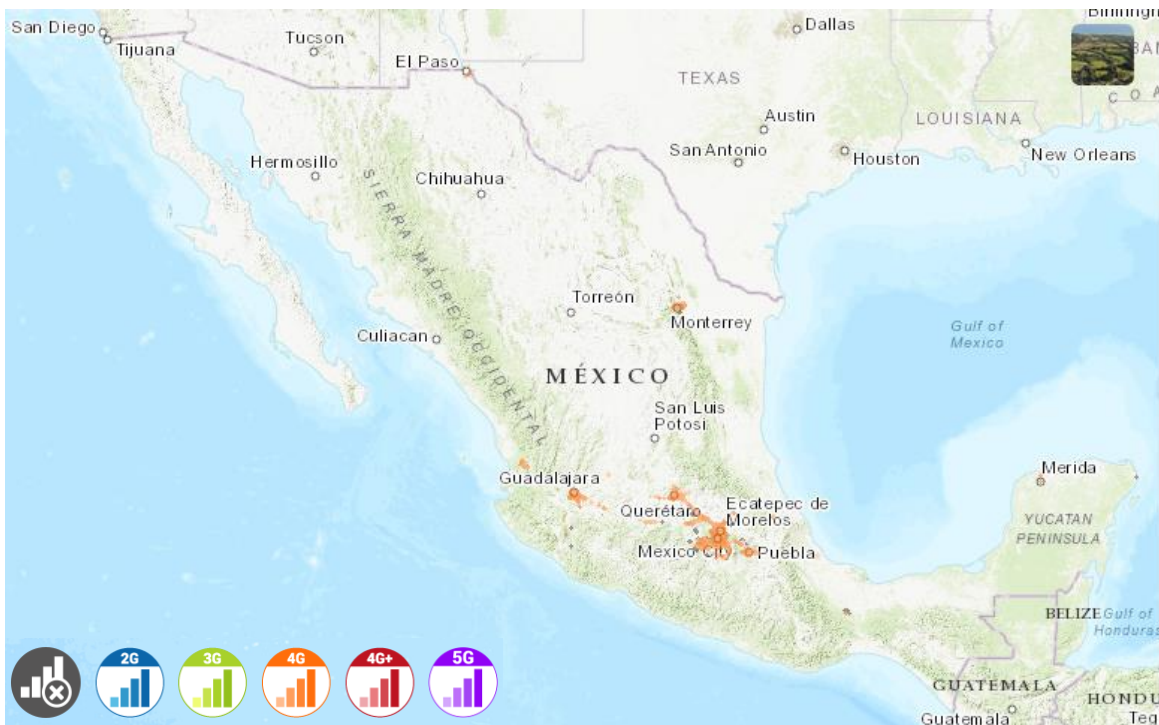 San Diego
Tijuana
Tucson
El Paso
Dallas
TEXAS
Austin
LOUISIANA
San Antonio
Houston
New Orleans
Hermosillo
Chihuahua
SIERRA MADRE OCCIDENTAL
Torreón
Monterrey
Culiacan
Gulf of
Mexico
MÉXICO
San Luis
Potosi
Guadalajara
Merida
Querétaro
Ecatepec de
Morelos
YUCATAN
PENINSULA
Mexico City
Puebla
BELIZE
Gulf of
Honduras
GUATEMALA
Guatemala
2G
3G
4G
4G+
5G